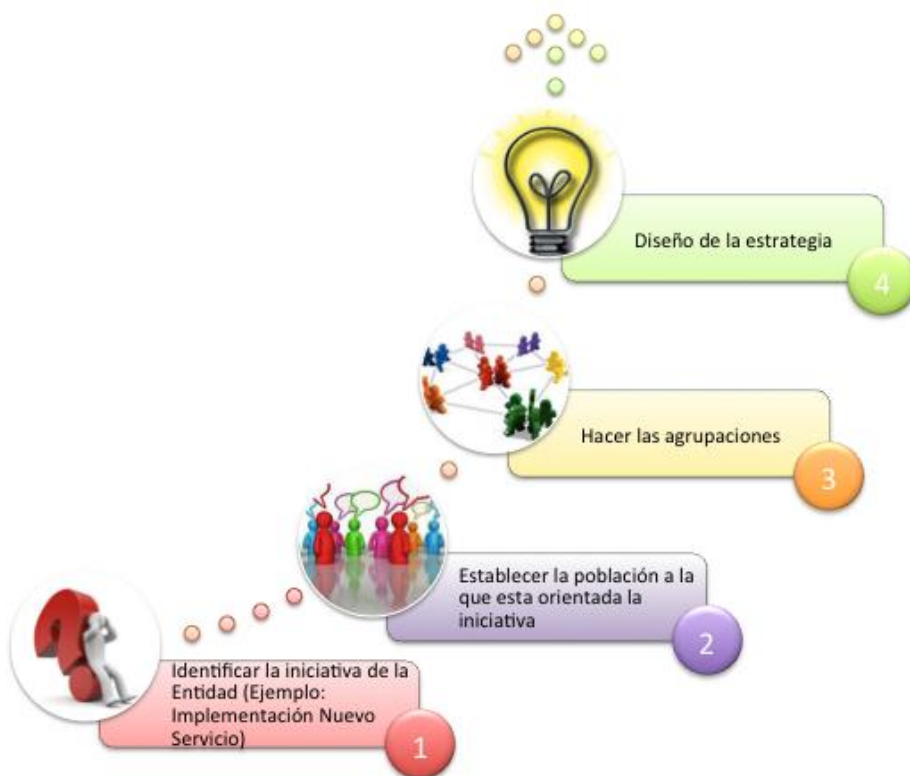 Diseño de la estrategia
4
Hacer las agrupaciones
3
Establecer la población a la
que esta orientada la
iniciativa
2
Identificar la iniciativa de la
Entidad (Ejemplo:
Implementación Nuevo
Servicio)
1